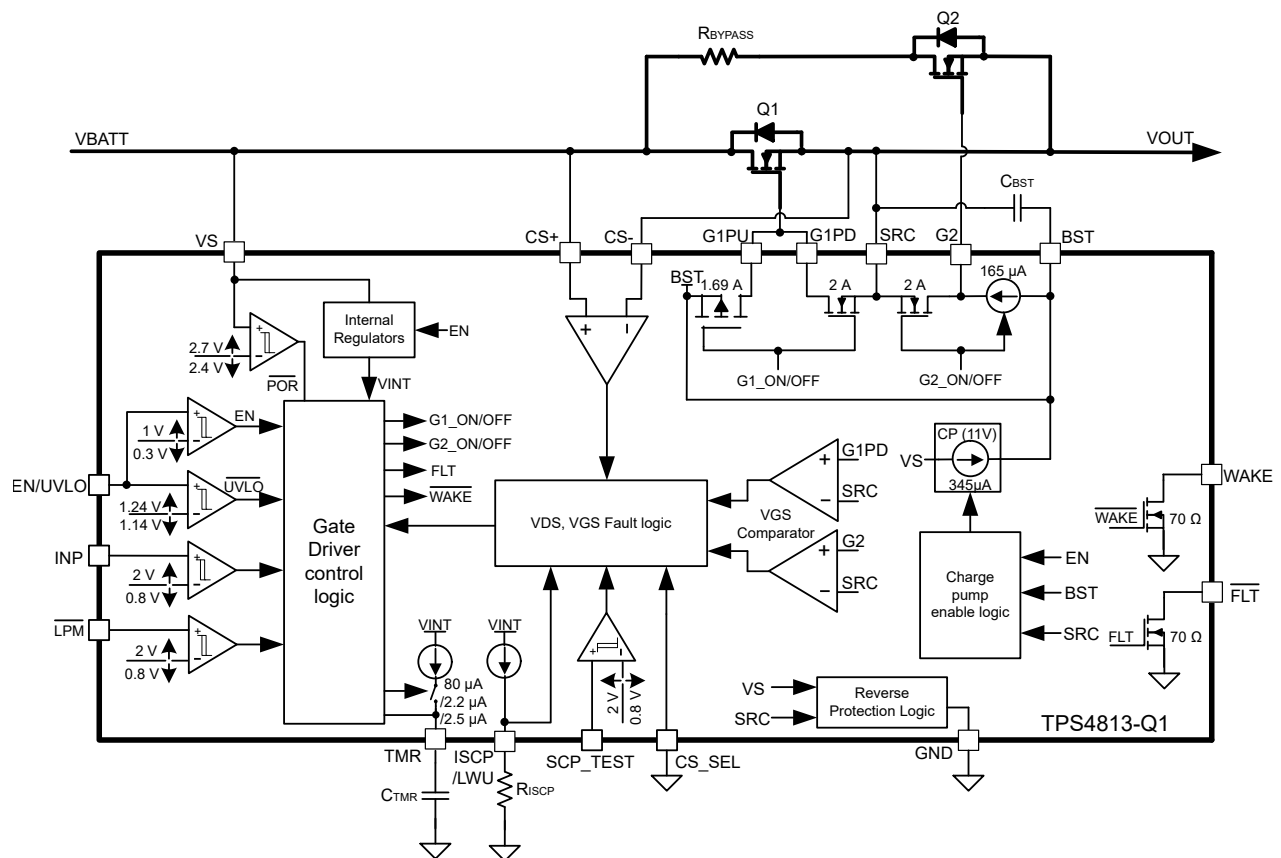 Q2
RBYPASS
Q1
VBATT
VOUT
CBST
VS
CS+
CS-
G1PU
G1PD
SRC
G2
BST
BST
1.69 A
2 A
2 A
165 µA
Internal
Regulators
EN
+
-
2.7 V
2.4 V
POR
VINT
+
-
G1_ON/OFF
G2_ON/OFF
EN
+
-
1 V
0.3 V
G1_ON/OFF
G2_ON/OFF
FLT
WAKE
CP (11V)
VS
345µA
+
G1PD
-
SRC
EN/UVLO
UVLO
+
-
1.24 V
1.14 V
WAKE
WAKE
70 Ω
Gate
Driver
control
logic
VDS, VGS Fault logic
VGS
Comparator
+
G2
-
SRC
INP
+
-
2 V
0.8 V
Charge
pump
enable logic
EN
BST
SRC
FLT
FLT
70 Ω
LPM
+
-
2 V
0.8 V
VINT
VINT
80 µA
/2.2 µA
/2.5 µA
+
-
2 V
0.8 V
VS
SRC
Reverse
Protection Logic
TPS4813-Q1
TMR
ISCP
/LWU
SCP_TEST
CS_SEL
GND
CTMR
RISCP